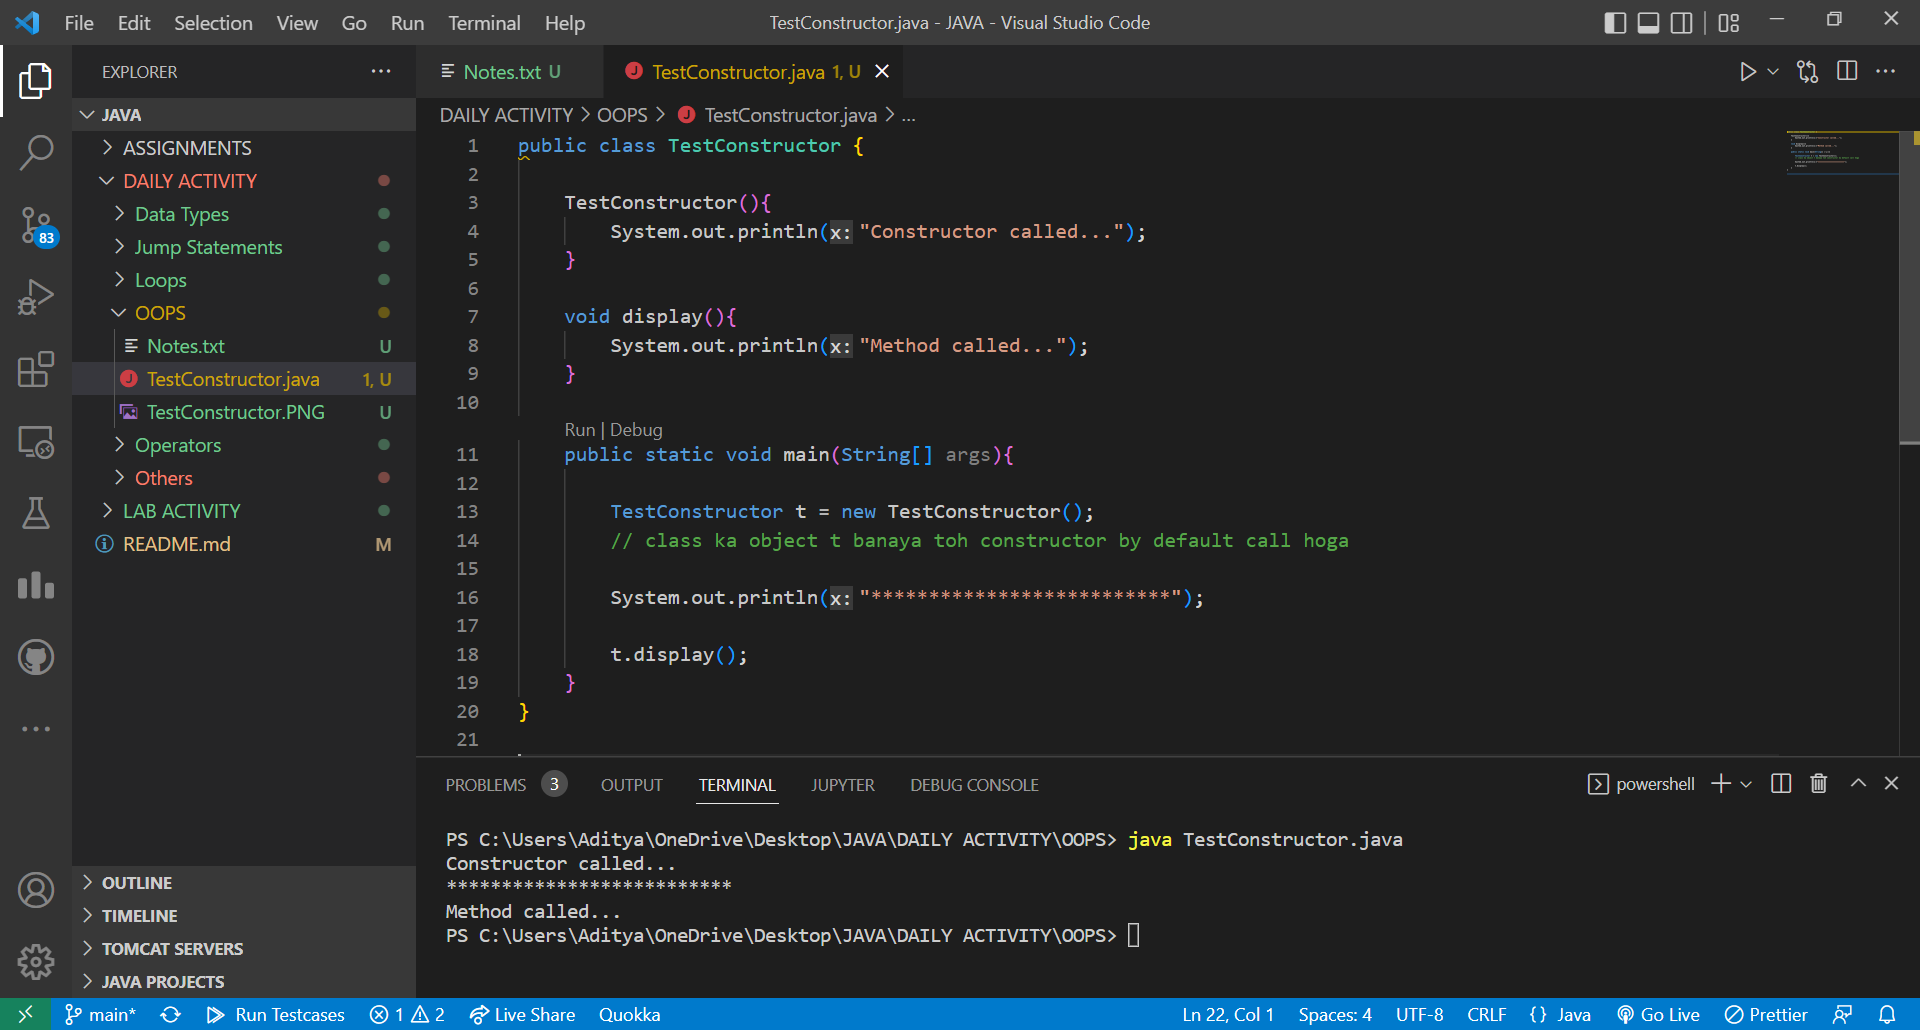 File Edit Selection View Go Run Terminal Help
TestConstructor.java - JAVA - Visual Studio Code
EXPLORER
JAVA
ASSIGNMENTS
DAILY ACTIVITY
Data Types
Jump Statements
Loops
OOPS
Notes.txt U
TestConstructor.java 1, U
TestConstructor.PNG U
Operators
Others
LAB ACTIVITY
README.md M
83
OUTLINE
TIMELINE
TOMCAT SERVERS
JAVA PROJECTS
Notes.txt U
TestConstructor.java 1, U
DAILY ACTIVITY > OOPS > TestConstructor.java > ...
1 public class TestConstructor {
2
3 TestConstructor(){
4 System.out.println(x: "Constructor called...");
5 }
6
7 void display(){
8 System.out.println(x: "Method called...");
9 }
10
Run | Debug
11 public static void main(String[] args){
12
13 TestConstructor t = new TestConstructor();
14 // class ka object t banaya toh constructor by default call hoga
15
16 System.out.println(x: "**************************");
17
18 t.display();
19 }
20 }
21
PROBLEMS 3 OUTPUT TERMINAL JUPYTER DEBUG CONSOLE
powershell
PS C:\Users\Aditya\OneDrive\Desktop\JAVA\DAILY ACTIVITY\OOPS> java TestConstructor.java
Constructor called...
**************************
Method called...
PS C:\Users\Aditya\OneDrive\Desktop\JAVA\DAILY ACTIVITY\OOPS>
main* Run Testcases 1 2 Live Share Quokka
Ln 22, Col 1 Spaces: 4 UTF-8 CRLF {} Java Go Live Prettier